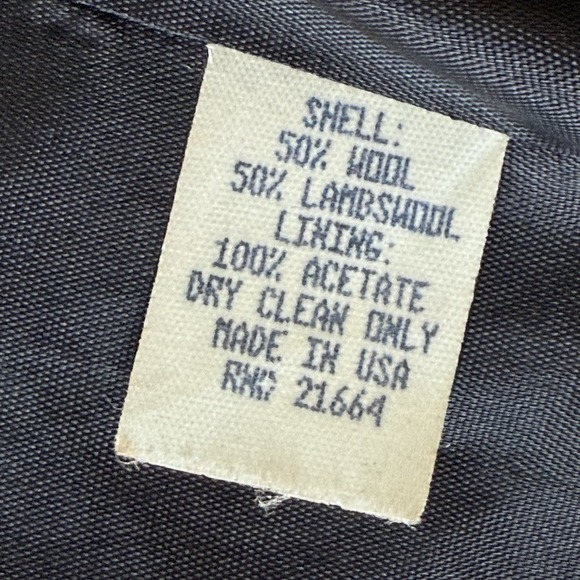 SHELL:
50% WOOL
50% LAMBSWOOL
LINING:
100% ACETATE
DRY CLEAN ONLY
MADE IN USA
RN# 21664